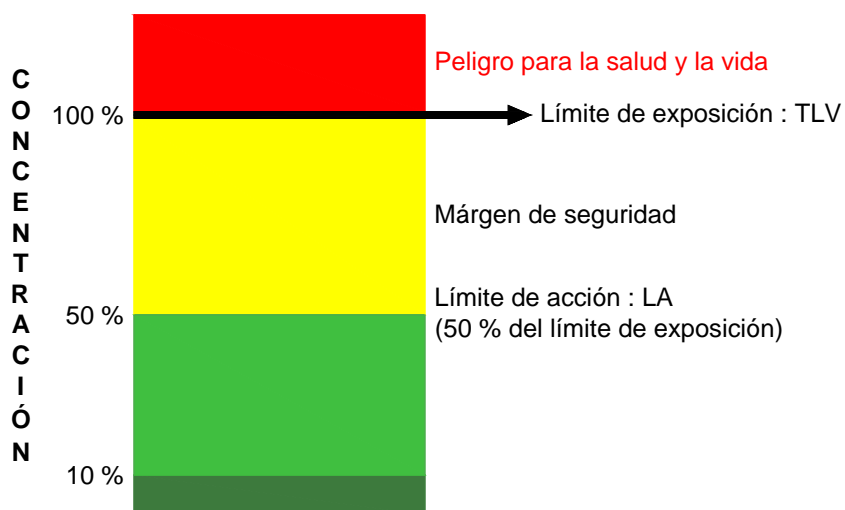 CONCENTRACIÓN
Peligro para la salud y la vida
100 %
Límite de exposición : TLV
Márgen de seguridad
50 %
Límite de acción : LA
(50 % del límite de exposición)
10 %